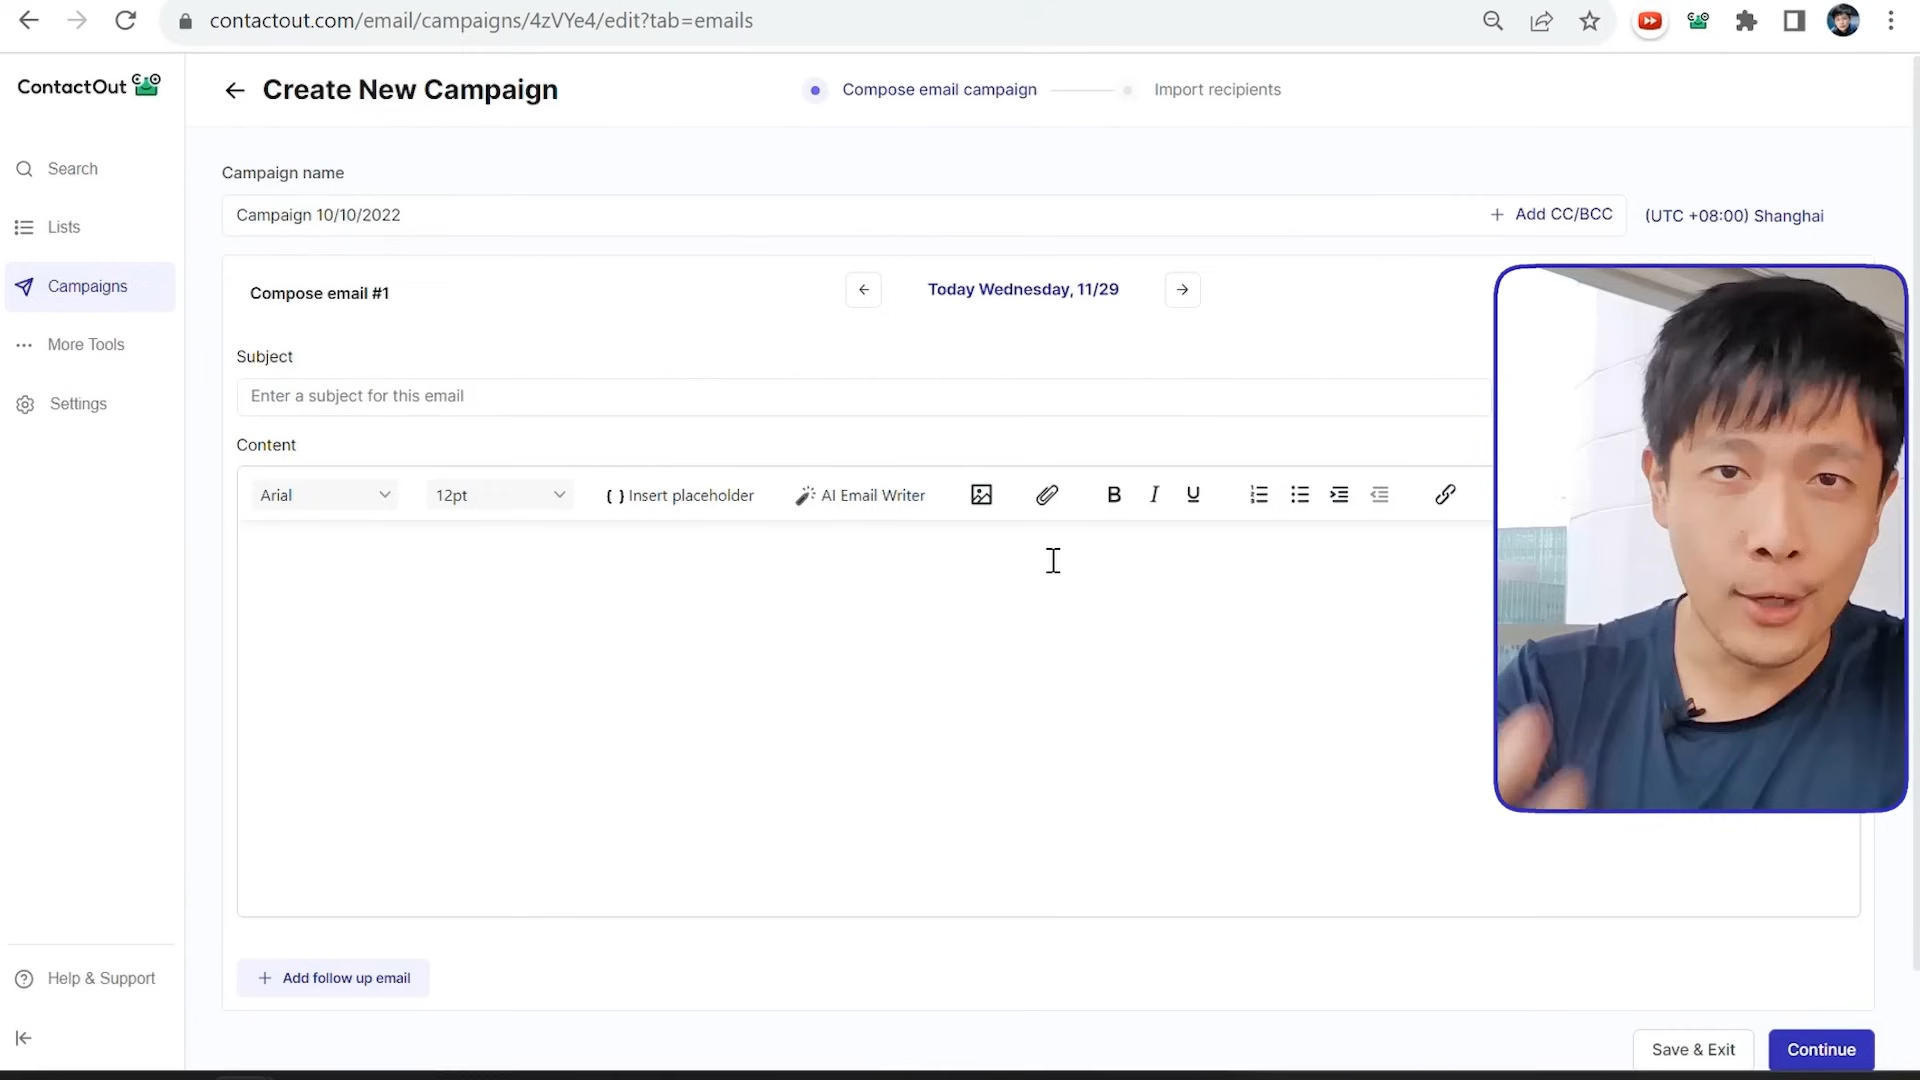 contactout.com/email/campaigns/4zVYe4/edit?tab=emails
ContactOut
Create New Campaign
Compose email campaign
Import recipients
Search
Lists
Campaigns
More Tools
Settings
Help & Support
Campaign name
Campaign 10/10/2022
+ Add CC/BCC
(UTC +08:00) Shanghai
Compose email #1
Today Wednesday, 11/29
Subject
Enter a subject for this email
Content
Arial
12pt
{ } Insert placeholder
AI Email Writer
B I U
+ Add follow up email
Save & Exit
Continue